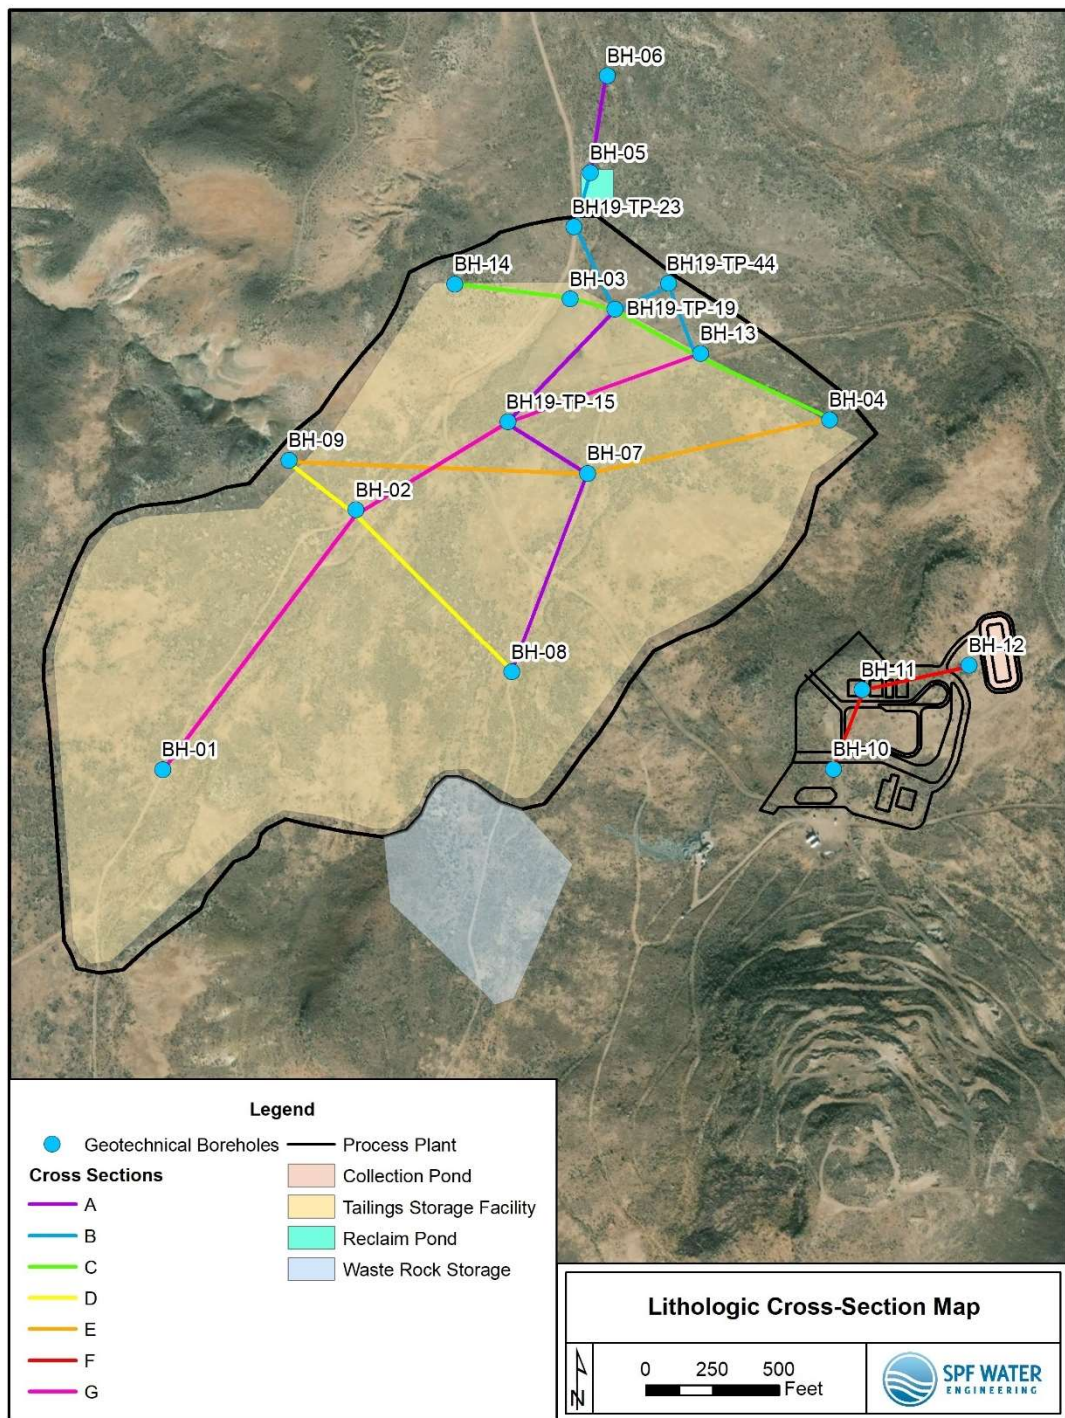 BH-06
BH-05
BH19-TP-23
BH-14
BH-03
BH19-TP-44
BH19-TP-19
BH-13
BH19-TP-15
BH-04
BH-09
BH-07
BH-02
BH-08
BH-12
BH-11
BH-01
BH-10
Legend
Geotechnical Boreholes
Cross Sections
A
B
C
D
E
F
G
Process Plant
Collection Pond
Tailings Storage Facility
Reclaim Pond
Waste Rock Storage
Lithologic Cross-Section Map
N
0 250 500
Feet
SPF WATER
ENGINEERING